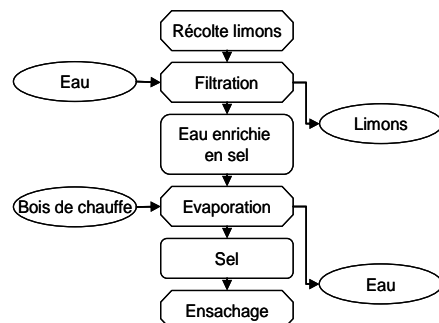 Récolte limons
Eau
Filtration
Limons
Eau enrichie
en sel
Bois de chauffe
Evaporation
Sel
Eau
Ensachage